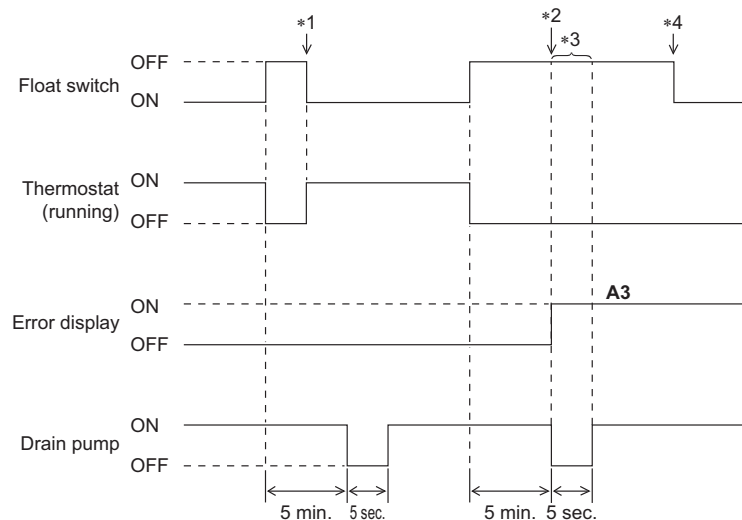 *1
*2
*3
*4
OFF
Float switch
ON
ON
Thermostat
(running)
OFF
A3
ON
Error display
OFF
ON
Drain pump
OFF
5 min.
5 sec.
5 min.
5 sec.